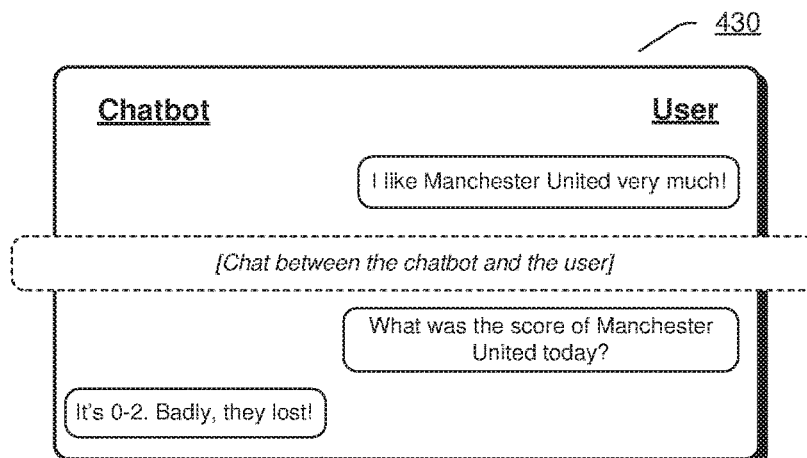 430
Chatbot User
I like Manchester United very much!
[Chat between the chatbot and the user]
What was the score of Manchester
United today?
It's 0-2. Badly, they lost!